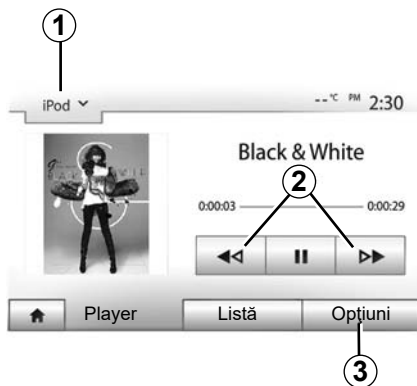 1
iPod
--°C PM 2:30
Black & White
2
0:00:03 0:00:29
Player Listă Opțiuni
3